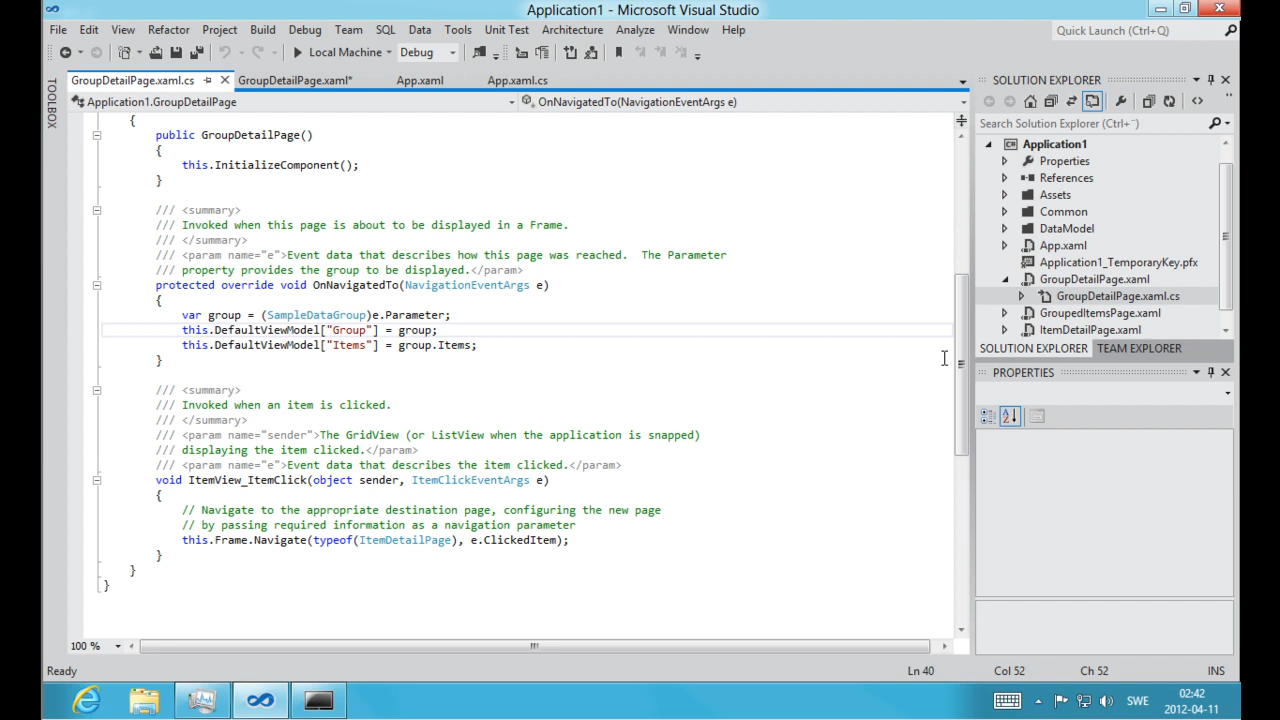 Application1 - Microsoft Visual Studio
File Edit View Refactor Project Build Debug Team SQL Data Tools Unit Test Architecture Analyze Window Help
Quick Launch (Ctrl+Q)
Local Machine Debug
GroupDetailPage.xaml.cs GroupDetailPage.xaml* App.xaml App.xaml.cs
TOOLBOX
Application1.GroupDetailPage OnNavigatedTo(NavigationEventArgs e)
{
public GroupDetailPage()
{
this.InitializeComponent();
}
/// <summary>
/// Invoked when this page is about to be displayed in a Frame.
/// </summary>
/// <param name="e">Event data that describes how this page was reached.  The Parameter
/// property provides the group to be displayed.</param>
protected override void OnNavigatedTo(NavigationEventArgs e)
{
var group = (SampleDataGroup)e.Parameter;
this.DefaultViewModel["Group"] = group;
this.DefaultViewModel["Items"] = group.Items;
}
/// <summary>
/// Invoked when an item is clicked.
/// </summary>
/// <param name="sender">The GridView (or ListView when the application is snapped)
/// displaying the item clicked.</param>
/// <param name="e">Event data that describes the item clicked.</param>
void ItemView_ItemClick(object sender, ItemClickEventArgs e)
{
// Navigate to the appropriate destination page, configuring the new page
// by passing required information as a navigation parameter
this.Frame.Navigate(typeof(ItemDetailPage), e.ClickedItem);
}
}
}
100 %
SOLUTION EXPLORER
Search Solution Explorer (Ctrl+¨)
Application1
Properties
References
Assets
Common
DataModel
App.xaml
Application1_TemporaryKey.pfx
GroupDetailPage.xaml
GroupDetailPage.xaml.cs
GroupedItemsPage.xaml
ItemDetailPage.xaml
SOLUTION EXPLORER TEAM EXPLORER
PROPERTIES
Ready Ln 40 Col 52 Ch 52 INS
SWE 02:42
2012-04-11